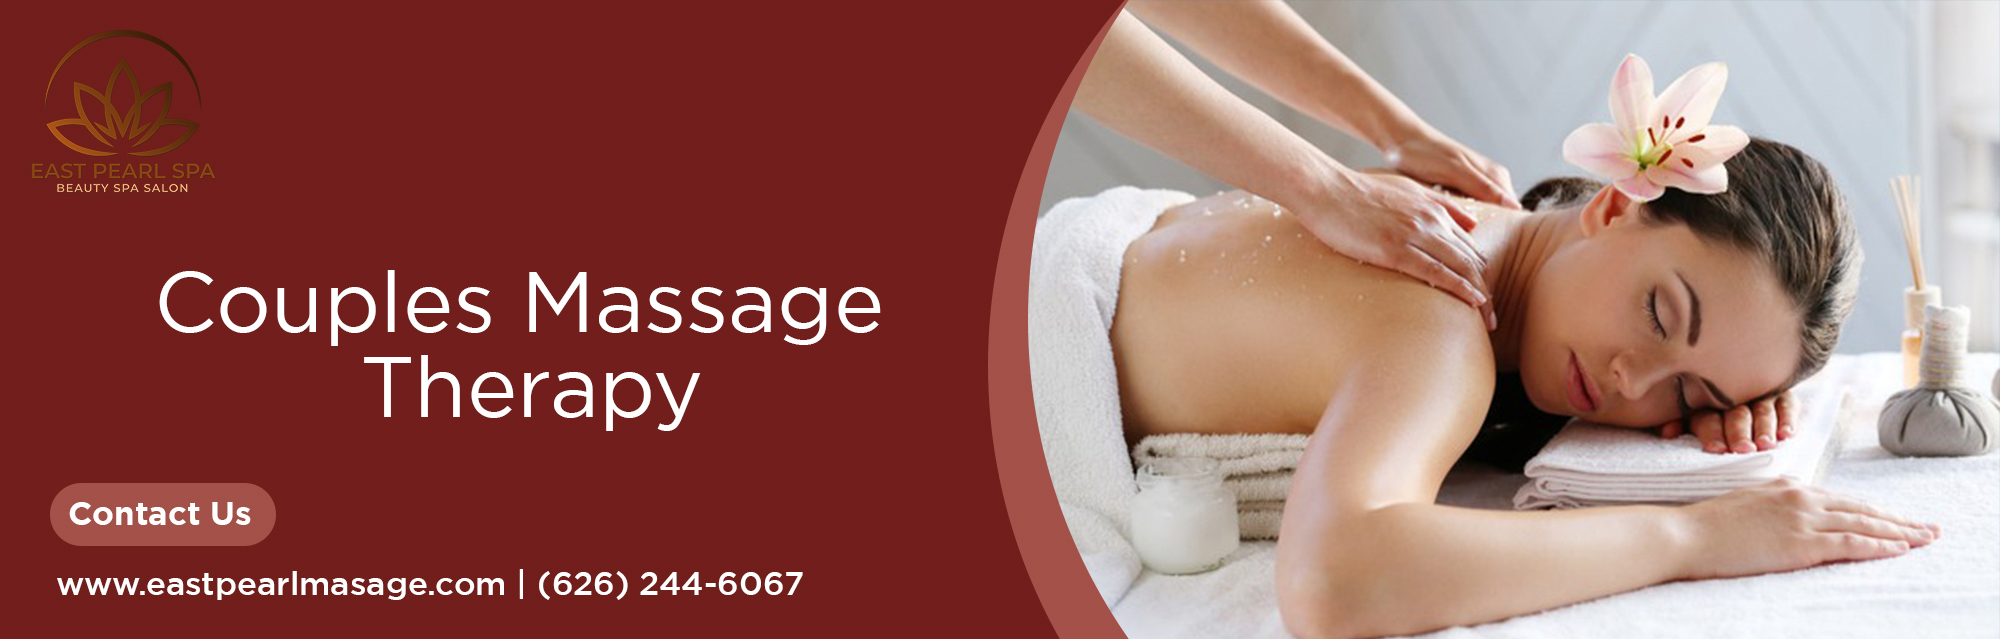 EAST PEARL SPA
BEAUTY SPA SALON
Couples Massage
Therapy
Contact Us
www.eastpearlmasage.com | (626) 244-6067